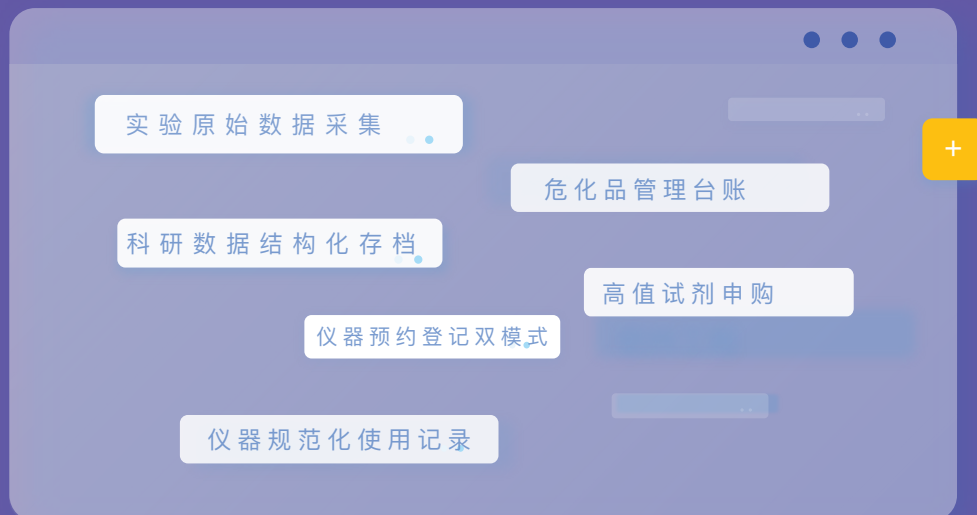 实验原始数据采集
危化品管理台账
科研数据结构化存档
高值试剂申购
仪器预约登记双模式
仪器规范化使用记录
+